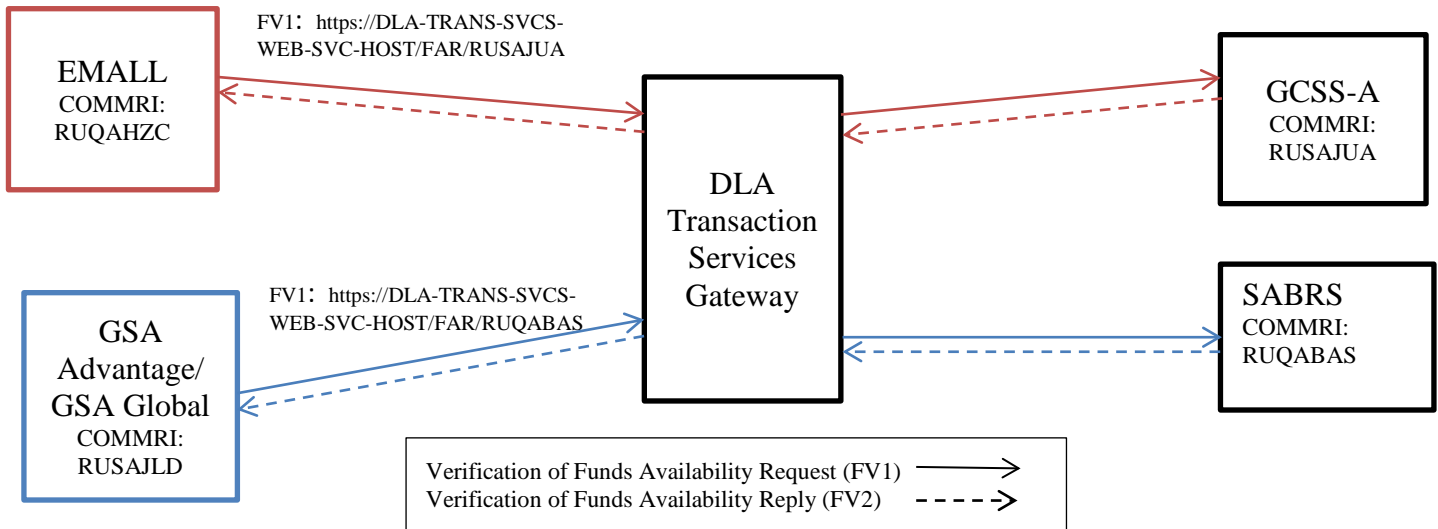 FV1: https://DLA-TRANS-SVCS-
WEB-SVC-HOST/FAR/RUSAJUA
EMALL
COMMRI:
RUQAHZC
DLA
Transaction
Services
Gateway
GCSS-A
COMMRI:
RUSAJUA
FV1: https://DLA-TRANS-SVCS-
WEB-SVC-HOST/FAR/RUQABAS
GSA
Advantage/
GSA Global
COMMRI:
RUSAJLD
SABRS
COMMRI:
RUQABAS
Verification of Funds Availability Request (FV1)
Verification of Funds Availability Reply (FV2)